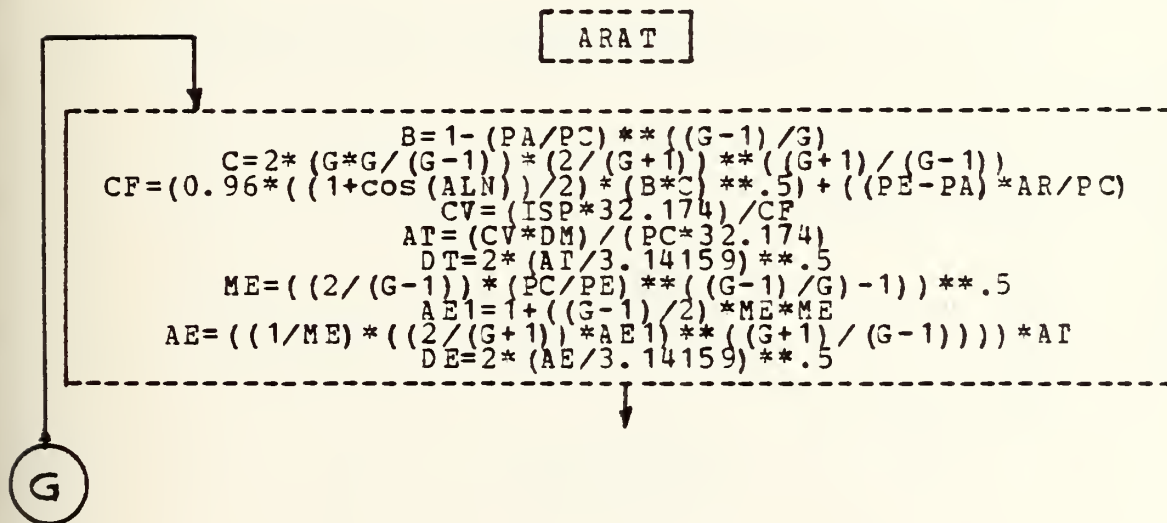 ARAT
B=1-(PA/PC)**((G-1)/G)
C=2*(G*G/(G-1))*(2/(G+1))**((G+1)/(G-1))
CF=(0.96*((1+cos(ALN))/2)*(B*C)**.5)+((PE-PA)*AR/PC)
CV=(ISP*32.174)/CF
AT=(CV*DM)/(PC*32.174)
DT=2*(AT/3.14159)**.5
ME=((2/(G-1))*(PC/PE)**((G-1)/G)-1))**.5
AE1=1+((G-1)/2)*ME*ME
AE=((1/ME)*((2/(G+1))*AE1)**((G+1)/(G-1))))*AT
DE=2*(AE/3.14159)**.5
G